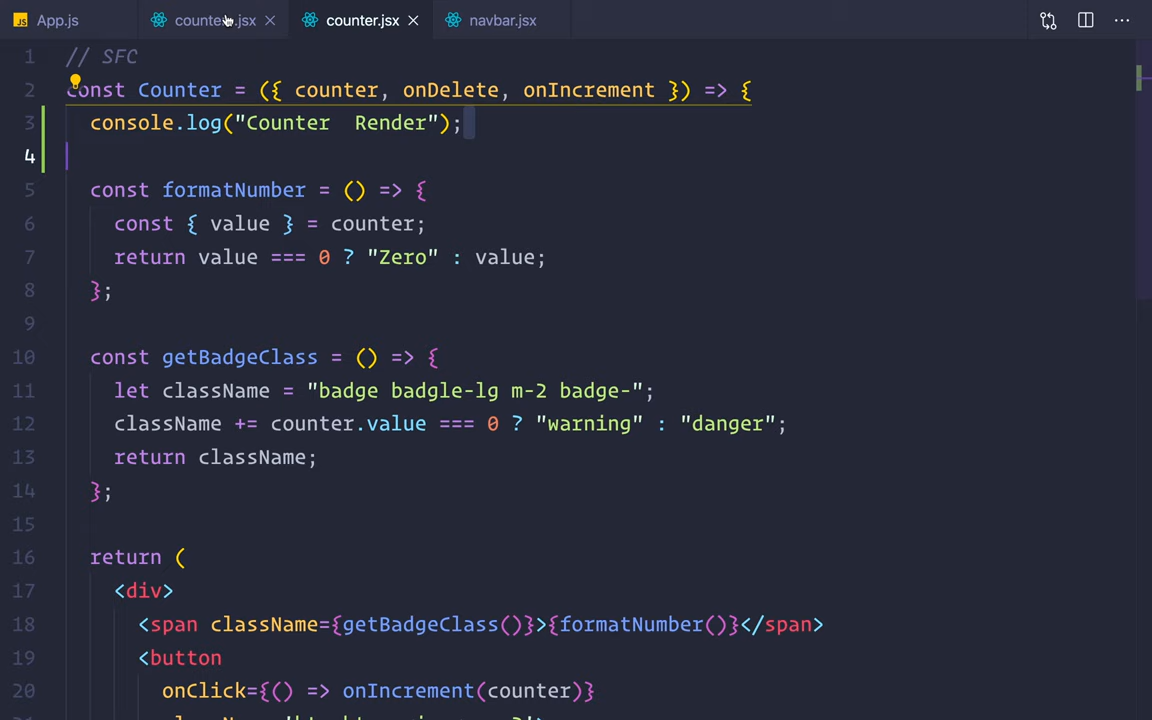 App.js counters.jsx counter.jsx navbar.jsx
1 // SFC
2 const Counter = ({ counter, onDelete, onIncrement }) => {
3 console.log("Counter  Render");
4
5 const formatNumber = () => {
6 const { value } = counter;
7 return value === 0 ? "Zero" : value;
8 };
9
10 const getBadgeClass = () => {
11 let className = "badge badgle-lg m-2 badge-";
12 className += counter.value === 0 ? "warning" : "danger";
13 return className;
14 };
15
16 return (
17 <div>
18 <span className={getBadgeClass()}>{formatNumber()}</span>
19 <button
20 onClick={() => onIncrement(counter)}